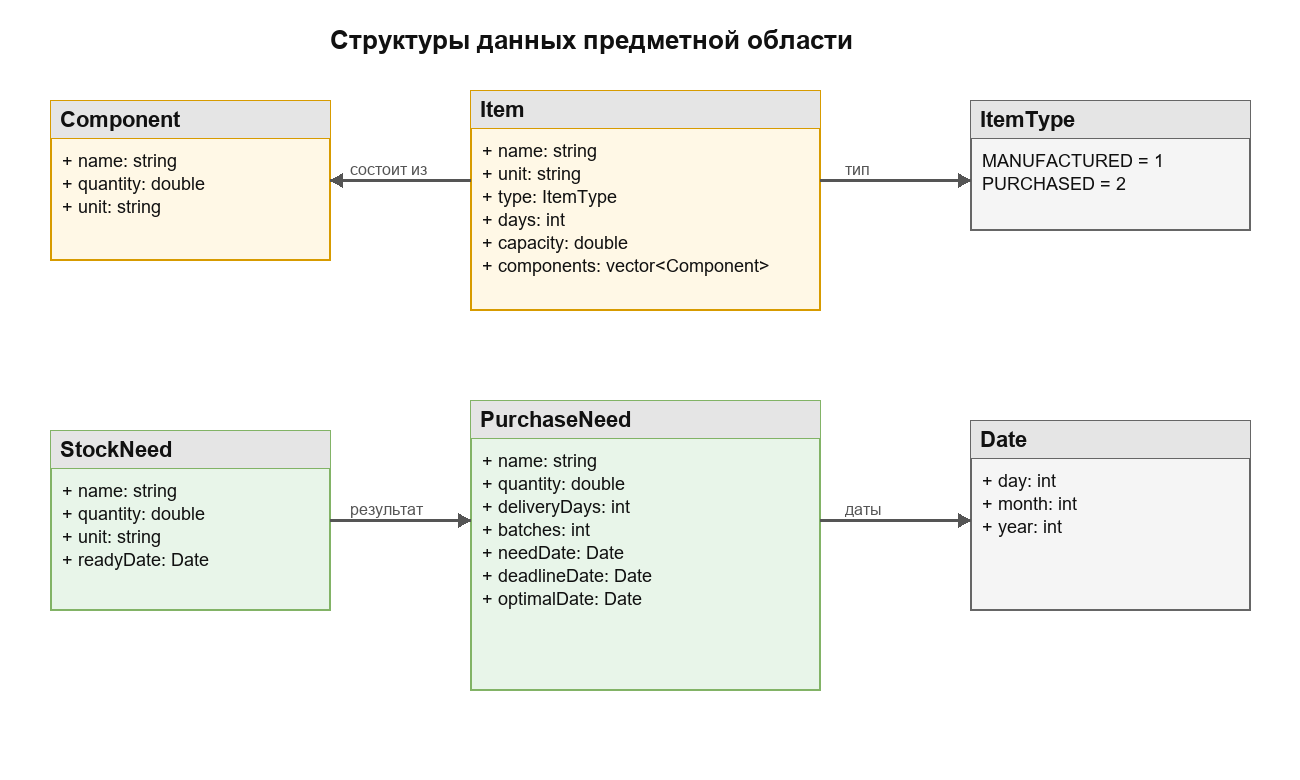 Структуры данных предметной области
Component
+ name: string
+ quantity: double
+ unit: string
состоит из
Item
+ name: string
+ unit: string
+ type: ItemType
+ days: int
+ capacity: double
+ components: vector<Component>
тип
ItemType
MANUFACTURED = 1
PURCHASED = 2
StockNeed
+ name: string
+ quantity: double
+ unit: string
+ readyDate: Date
результат
PurchaseNeed
+ name: string
+ quantity: double
+ deliveryDays: int
+ batches: int
+ needDate: Date
+ deadlineDate: Date
+ optimalDate: Date
даты
Date
+ day: int
+ month: int
+ year: int